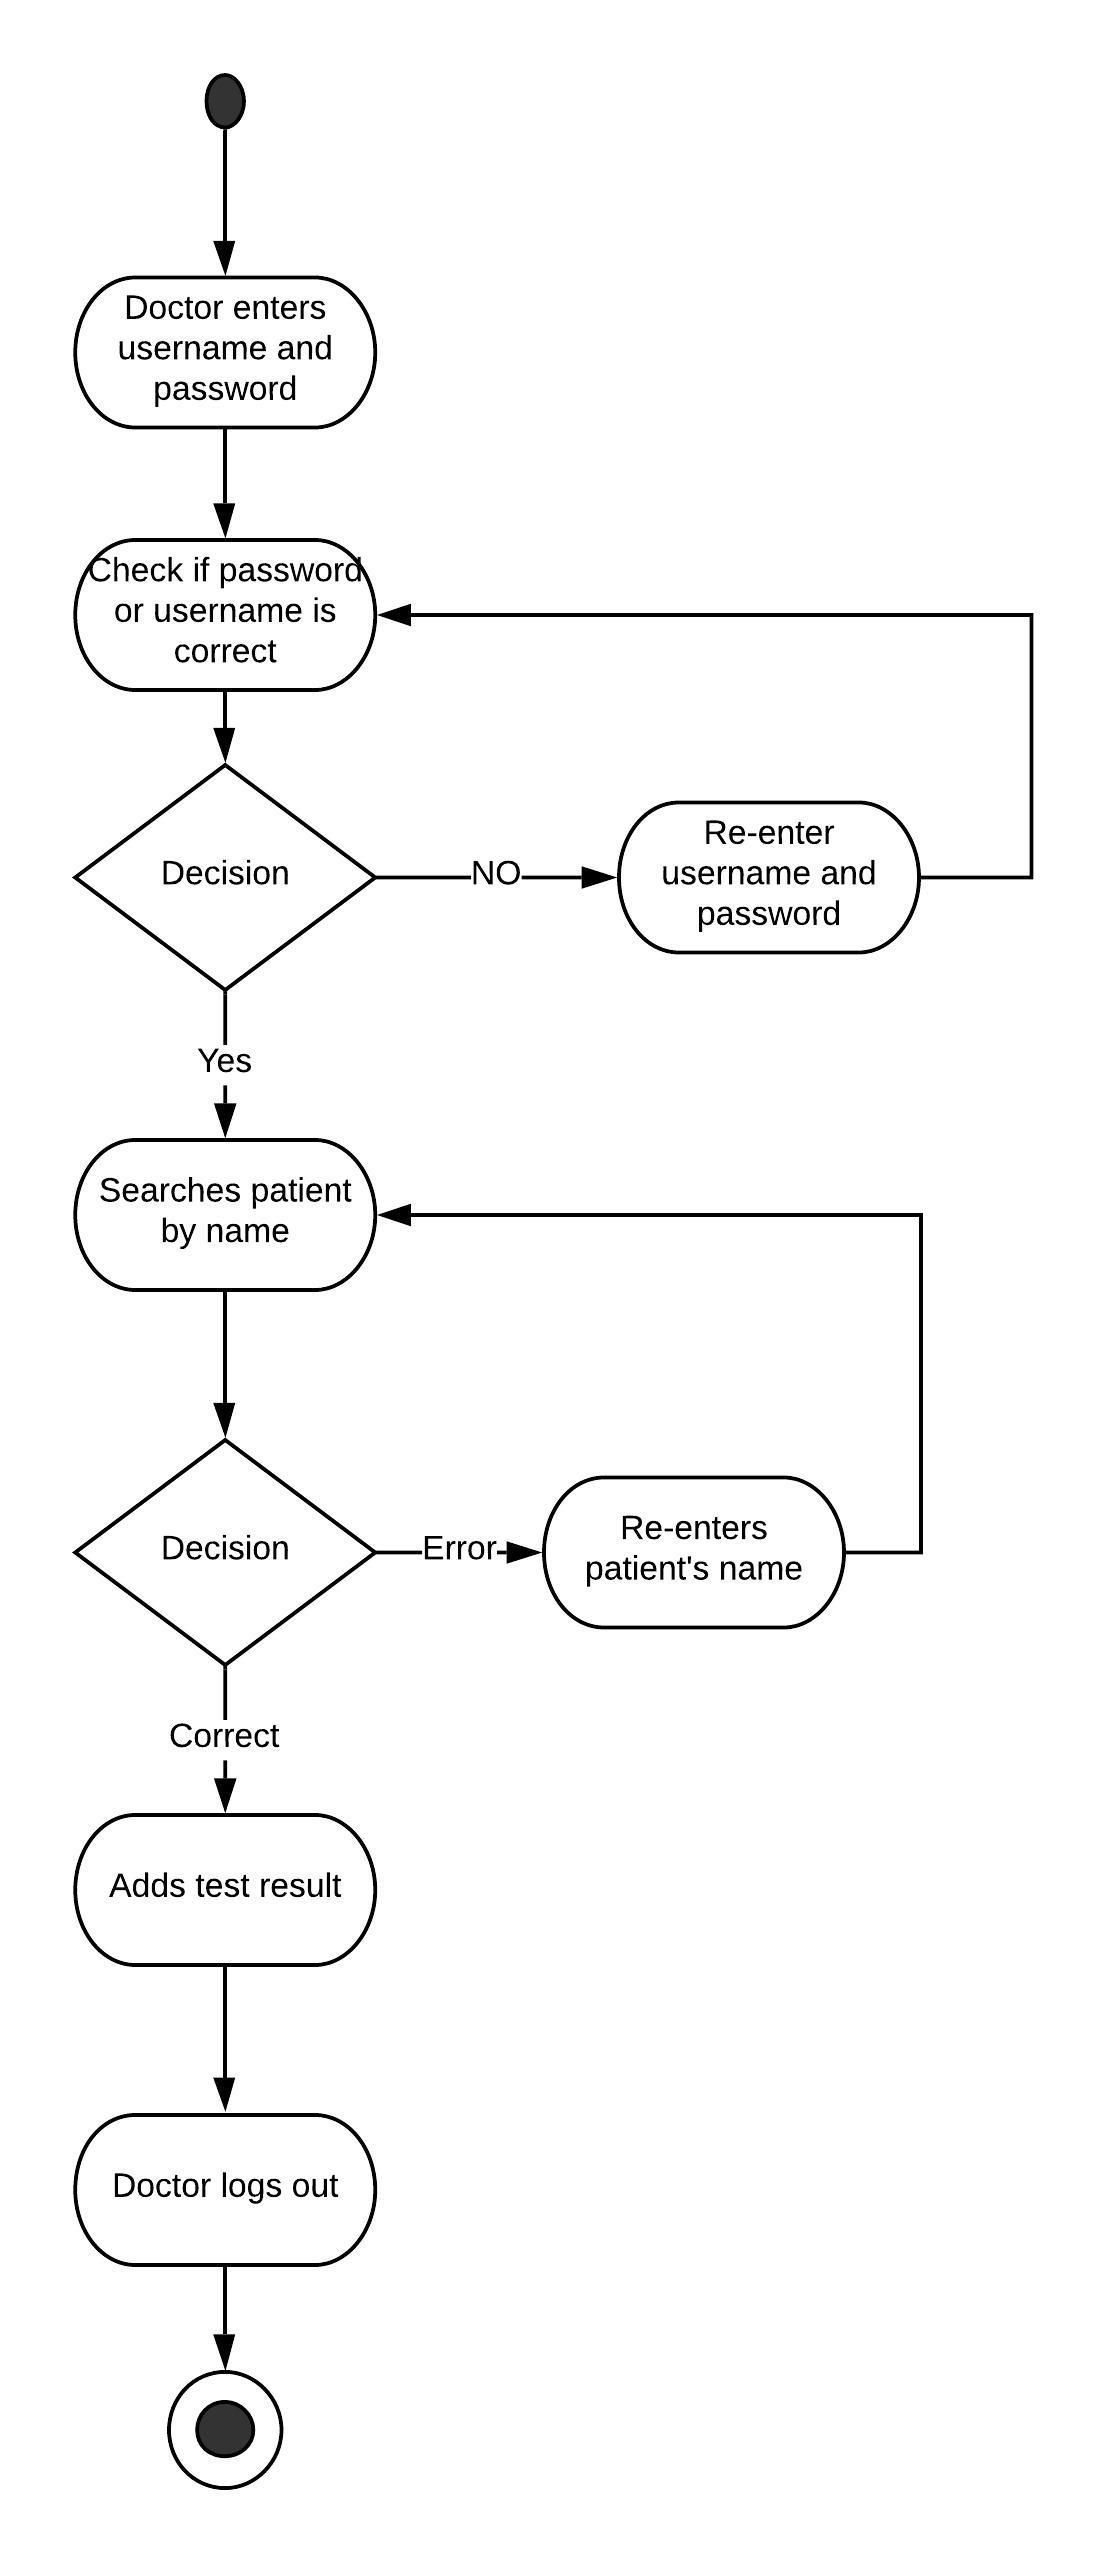 Doctor enters
username and
password
Check if password
or username is
correct
Decision
NO
Re-enter
username and
password
Yes
Searches patient
by name
Decision
Error
Re-enters
patient's name
Correct
Adds test result
Doctor logs out